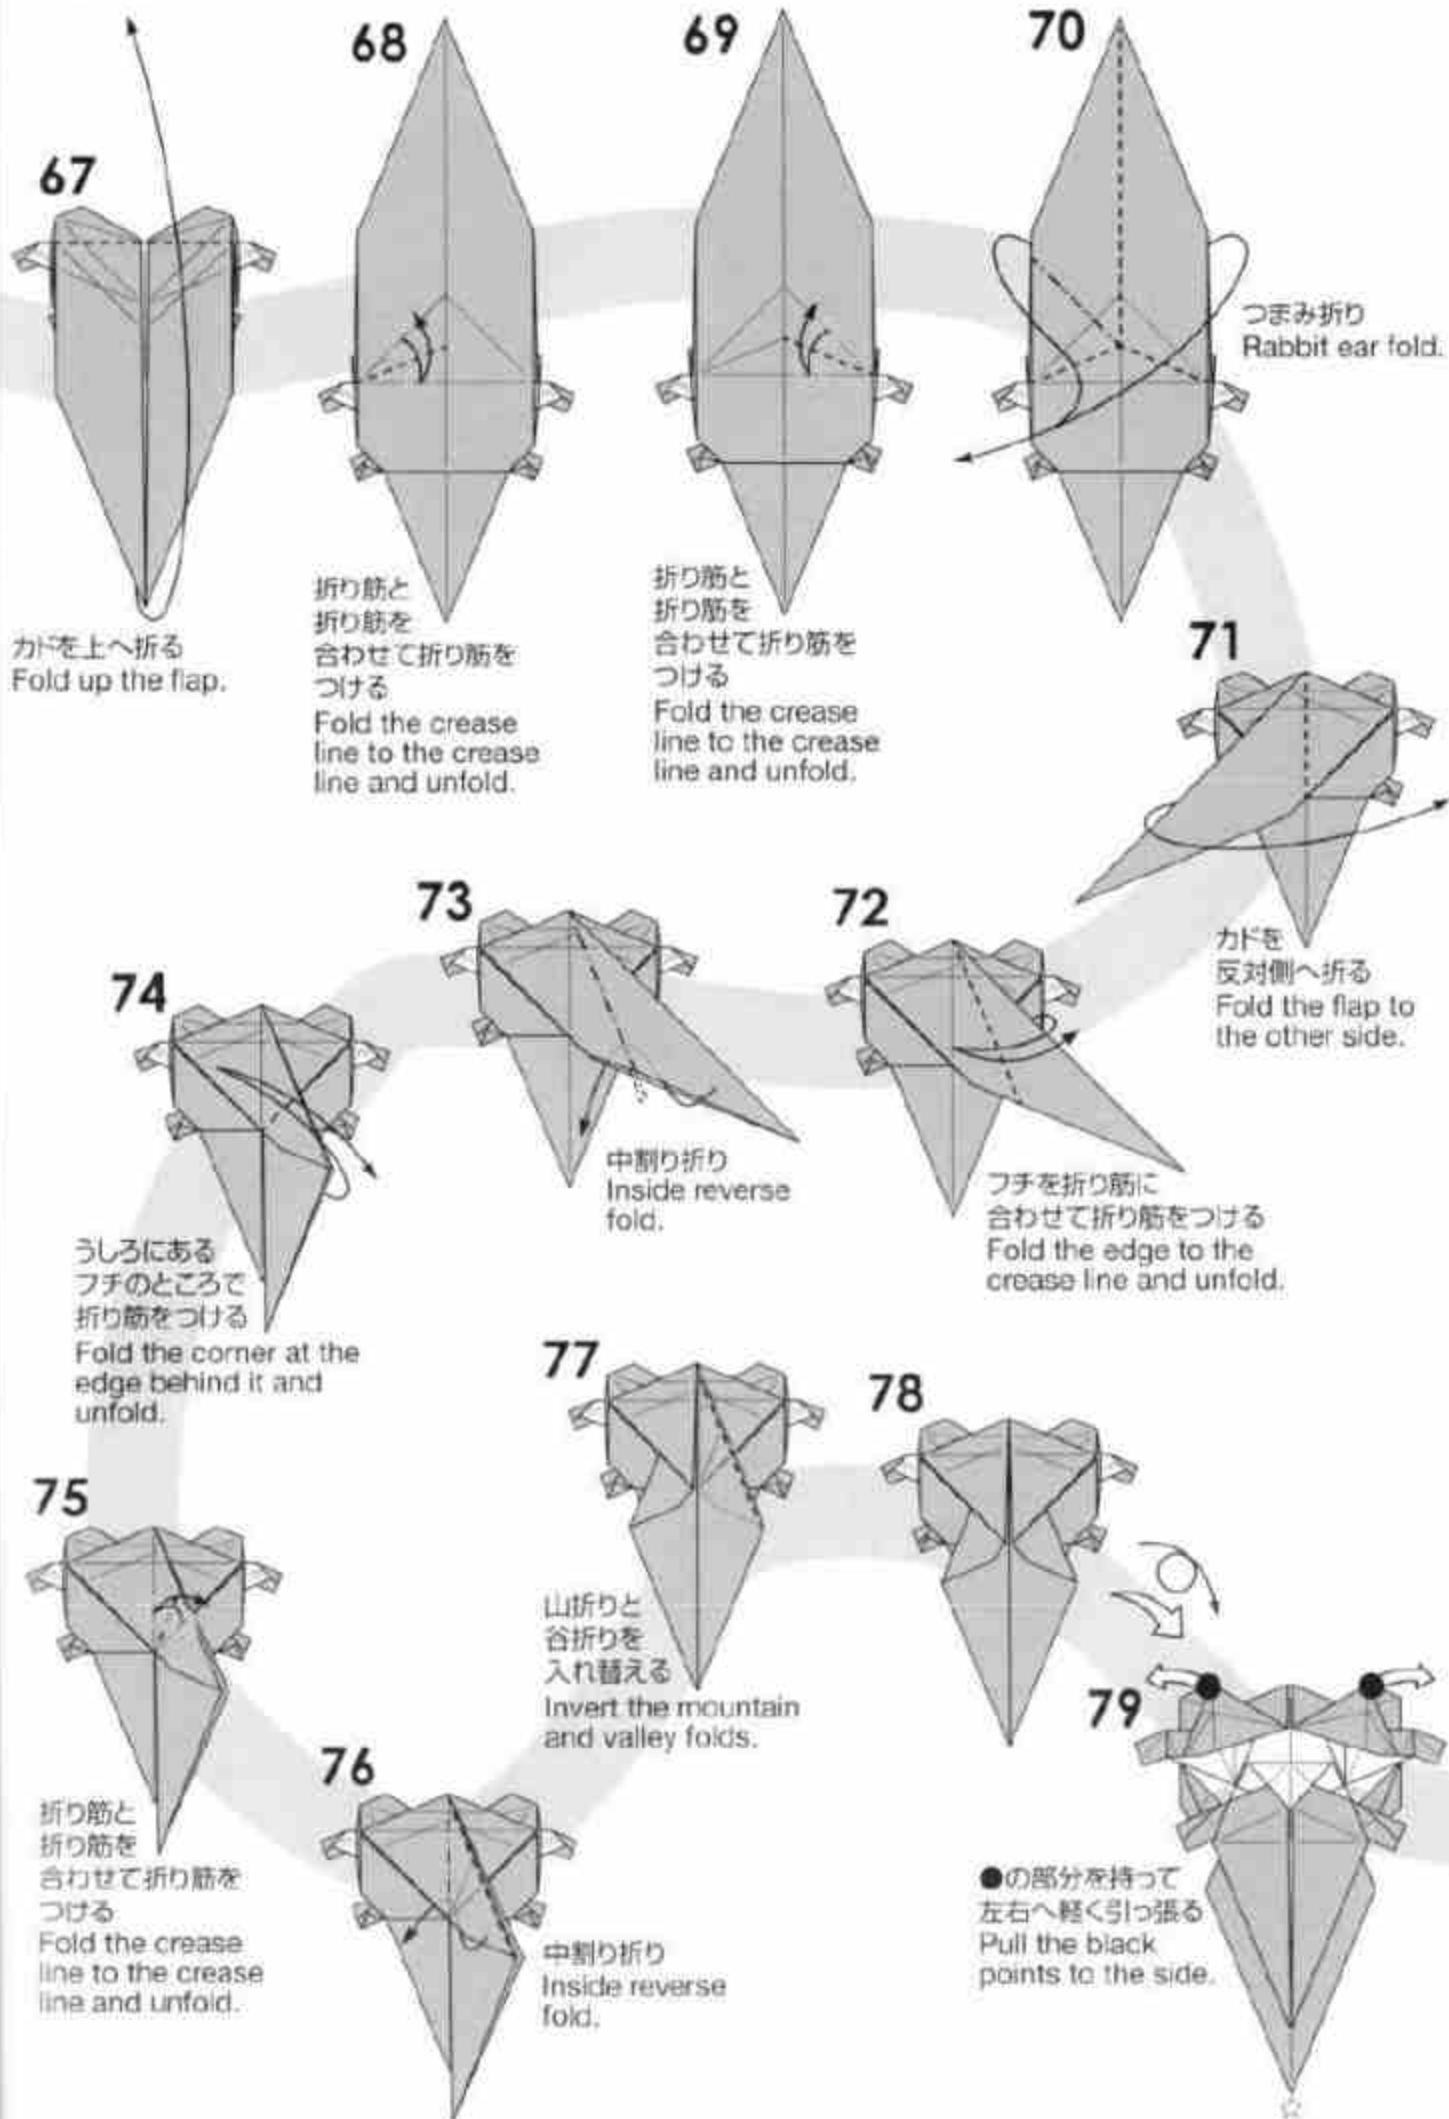 67
カドを上へ折る
Fold up the flap.
68
折り筋と
折り筋を
合わせて折り筋を
つける
Fold the crease
line to the crease
line and unfold.
69
折り筋と
折り筋を
合わせて折り筋を
つける
Fold the crease
line to the crease
line and unfold.
70
つまみ折り
Rabbit ear fold.
71
カドを
反対側へ折る
Fold the flap to
the other side.
72
フチを折り筋に
合わせて折り筋をつける
Fold the edge to the
crease line and unfold.
73
中割り折り
Inside reverse
fold.
74
うしろにある
フチのところで
折り筋をつける
Fold the corner at the
edge behind it and
unfold.
75
折り筋と
折り筋を
合わせて折り筋を
つける
Fold the crease
line to the crease
line and unfold.
76
中割り折り
Inside reverse
fold.
77
山折りと
谷折りを
入れ替える
Invert the mountain
and valley folds.
78
79
●の部分を持って
左右へ軽く引っ張る
Pull the black
points to the side.